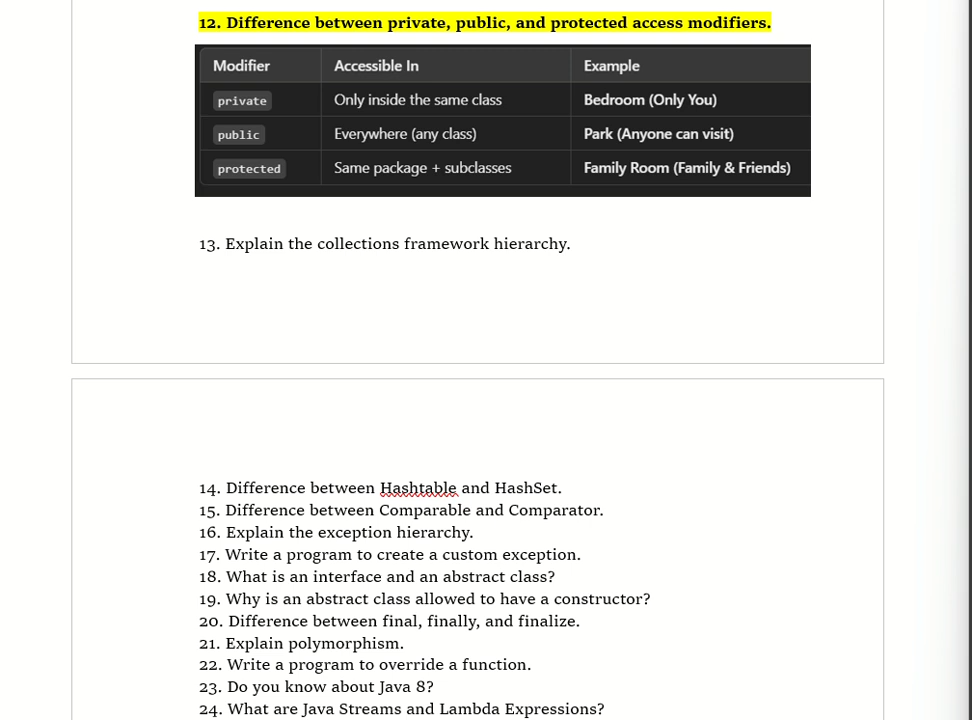 12. Difference between private, public, and protected access modifiers.
Modifier Accessible In Example
private Only inside the same class Bedroom (Only You)
public Everywhere (any class) Park (Anyone can visit)
protected Same package + subclasses Family Room (Family & Friends)
13. Explain the collections framework hierarchy.
14. Difference between Hashtable and HashSet.
15. Difference between Comparable and Comparator.
16. Explain the exception hierarchy.
17. Write a program to create a custom exception.
18. What is an interface and an abstract class?
19. Why is an abstract class allowed to have a constructor?
20. Difference between final, finally, and finalize.
21. Explain polymorphism.
22. Write a program to override a function.
23. Do you know about Java 8?
24. What are Java Streams and Lambda Expressions?